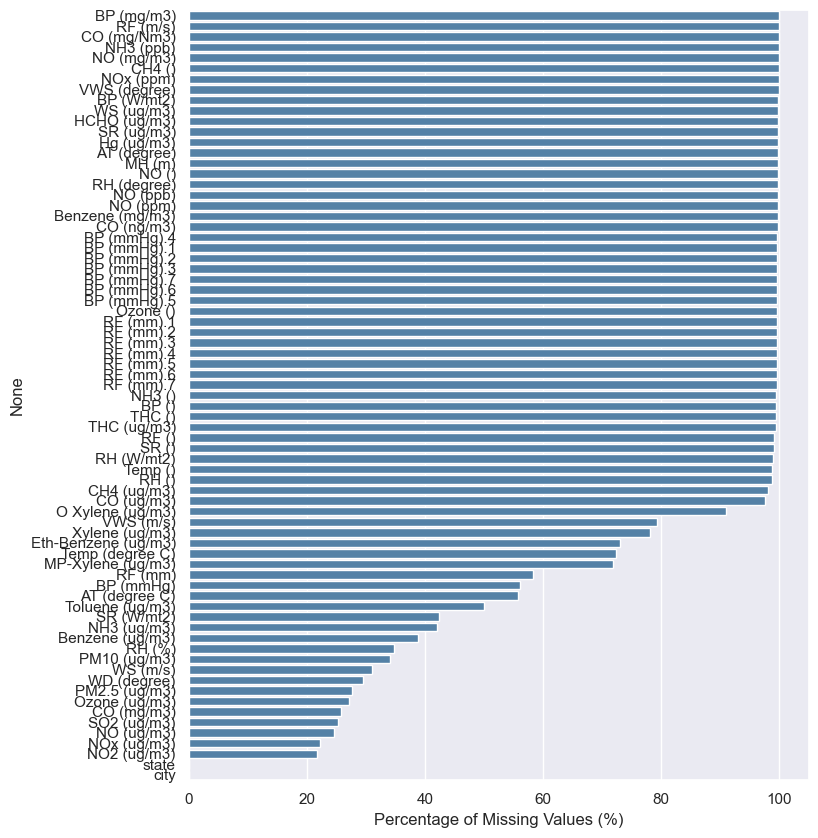 BP (mg/m3)
RF (m/s)
CO (mg/Nm3)
NH3 (ppb)
NO (mg/m3)
CH4 ()
NOx (ppm)
VWS (degree)
BP (W/mt2)
WS (ug/m3)
HCHO (ug/m3)
SR (ug/m3)
Hg (ug/m3)
AT (degree)
MH (m)
NO ()
RH (degree)
NO (ppb)
NO (ppm)
Benzene (mg/m3)
CO (ng/m3)
BP (mmHg).4
BP (mmHg).1
BP (mmHg).2
BP (mmHg).3
BP (mmHg).7
BP (mmHg).6
BP (mmHg).5
Ozone ()
RF (mm).1
RF (mm).2
RF (mm).3
RF (mm).4
RF (mm).5
RF (mm).6
RF (mm).7
NH3 ()
BP ()
THC ()
THC (ug/m3)
RF ()
SR ()
RH (W/mt2)
Temp ()
RH ()
CH4 (ug/m3)
CO (ug/m3)
O Xylene (ug/m3)
VWS (m/s)
Xylene (ug/m3)
Eth-Benzene (ug/m3)
Temp (degree C)
MP-Xylene (ug/m3)
RF (mm)
BP (mmHg)
AT (degree C)
Toluene (ug/m3)
SR (W/mt2)
NH3 (ug/m3)
Benzene (ug/m3)
RH (%)
PM10 (ug/m3)
WS (m/s)
WD (degree)
PM2.5 (ug/m3)
Ozone (ug/m3)
CO (mg/m3)
SO2 (ug/m3)
NO (ug/m3)
NOx (ug/m3)
NO2 (ug/m3)
state
city
None
0 20 40 60 80 100
Percentage of Missing Values (%)